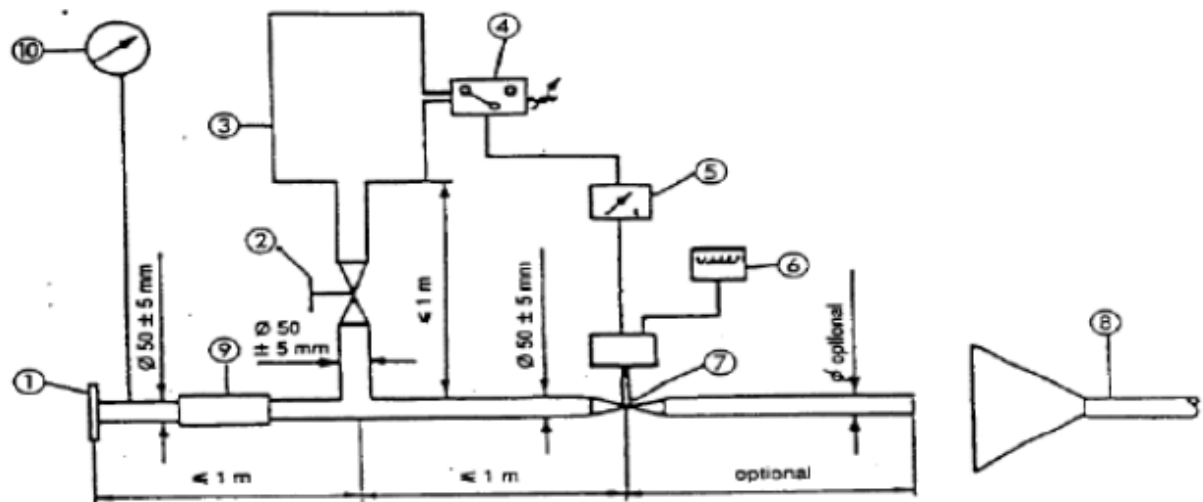 10
4
3
5
2
6
Ø 50 ± 5 mm
≤ 1 m
Ø 50 ± 5 mm
Ø optional
8
Ø 50
± 5 mm
9
7
1
≤ 1 m
≤ 1 m
optional